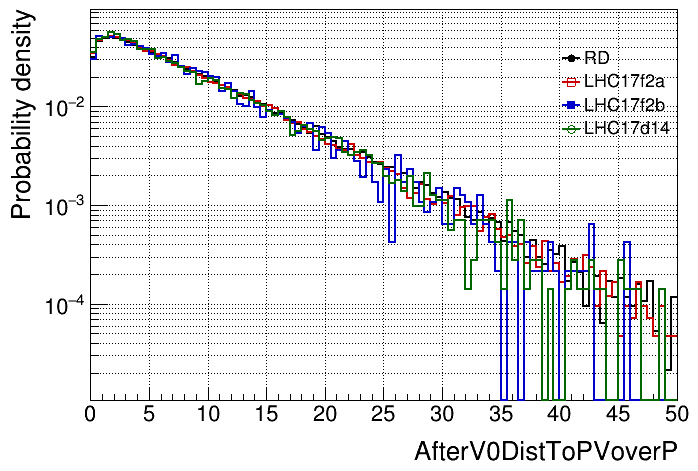 Probability density
10−2
10−3
10−4
RD
LHC17f2a
LHC17f2b
LHC17d14
0 5 10 15 20 25 30 35 40 45 50
AfterV0DistToPVoverP